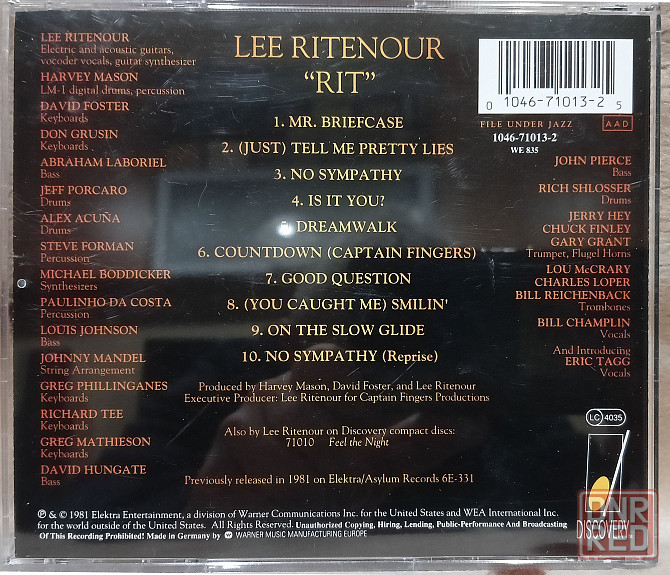 LEE RITENOUR
Electric and acoustic guitars,
vocoder vocals, guitar synthesizer
HARVEY MASON
LM-1 digital drums, percussion
DAVID FOSTER
Keyboards
DON GRUSIN
Keyboards
ABRAHAM LABORIEL
Bass
JEFF PORCARO
Drums
ALEX ACUÑA
Drums
STEVE FORMAN
Percussion
MICHAEL BODDICKER
Synthesizers
PAULINHO DA COSTA
Percussion
LOUIS JOHNSON
Bass
JOHNNY MANDEL
String Arrangement
GREG PHILLINGANES
Keyboards
RICHARD TEE
Keyboards
GREG MATHIESON
Keyboards
DAVID HUNGATE
Bass
LEE RITENOUR
“RIT”
1. MR. BRIEFCASE
2. (JUST) TELL ME PRETTY LIES
3. NO SYMPATHY
4. IS IT YOU?
5. DREAMWALK
6. COUNTDOWN (CAPTAIN FINGERS)
7. GOOD QUESTION
8. (YOU CAUGHT ME) SMILIN'
9. ON THE SLOW GLIDE
10. NO SYMPATHY (Reprise)
Produced by Harvey Mason, David Foster, and Lee Ritenour
Executive Producer: Lee Ritenour for Captain Fingers Productions
Also by Lee Ritenour on Discovery compact discs:
71010 Feel the Night
Previously released in 1981 on Elektra/Asylum Records 6E-331
0 1046-71013-2 5
FILE UNDER JAZZ AAD
1046-71013-2
WE 835
JOHN PIERCE
Bass
RICH SHLOSSER
Drums
JERRY HEY
CHUCK FINLEY
GARY GRANT
Trumpet, Flugel Horns
LOU McCRARY
CHARLES LOPER
BILL REICHENBACK
Trombones
BILL CHAMPLIN
Vocals
And Introducing
ERIC TAGG
Vocals
LC 4035
DISCOVERY
℗ & © 1981 Elektra Entertainment, a division of Warner Communications Inc. for the United States and WEA International Inc.
for the world outside of the United States. All Rights Reserved. Unauthorized Copying, Hiring, Lending, Public-Performance And Broadcasting
Of This Recording Prohibited! Made in Germany by WARNER MUSIC MANUFACTURING EUROPE
DNR
RED